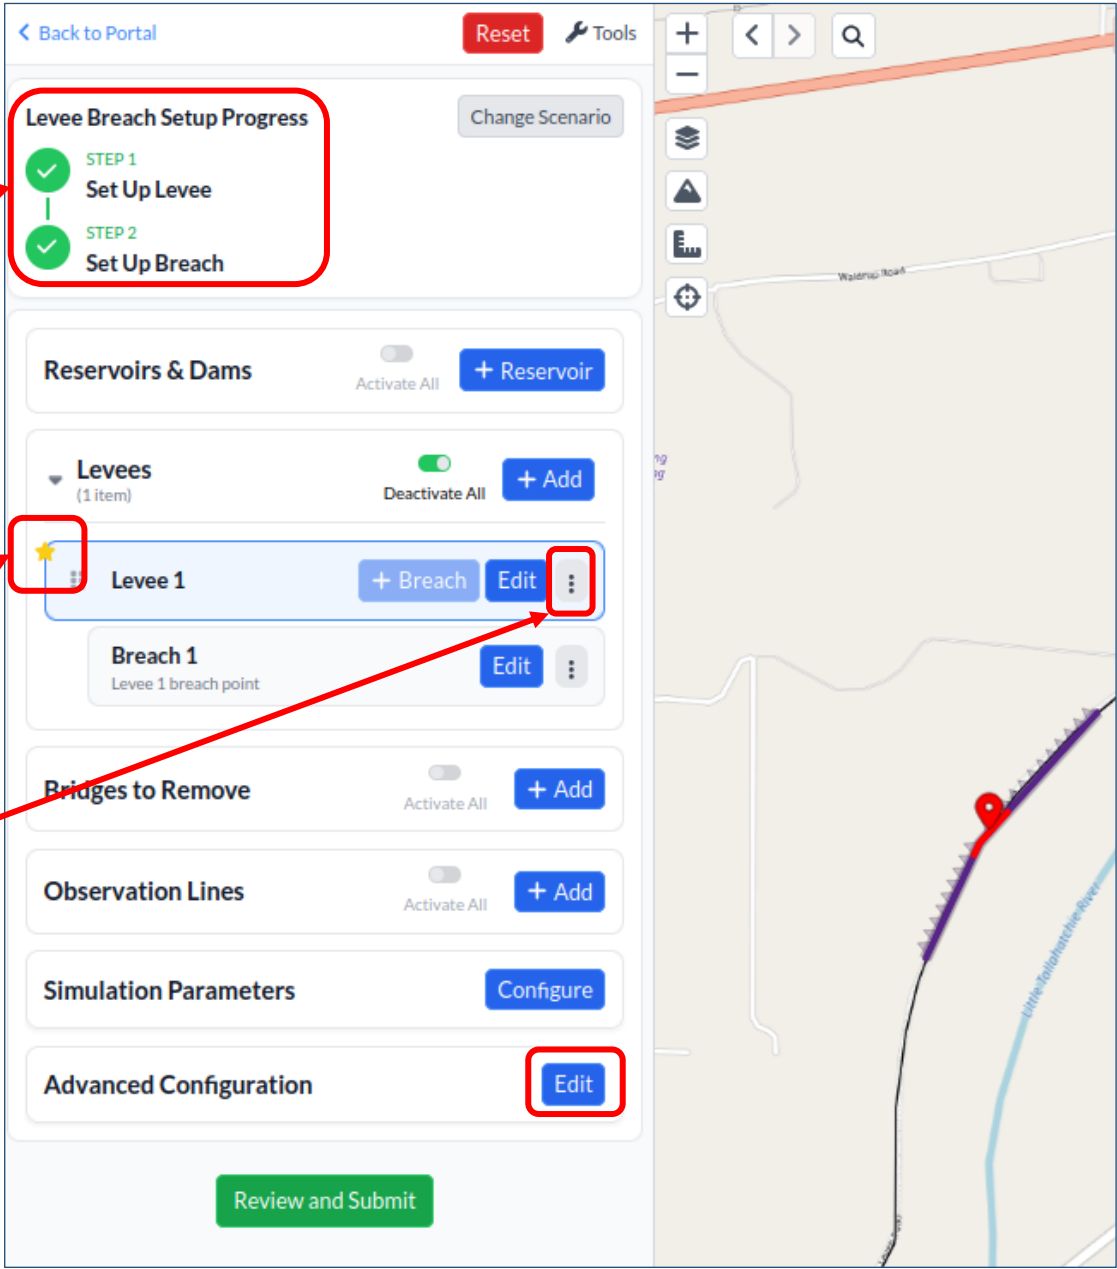 Back to Portal
Reset
Tools
Levee Breach Setup Progress
Change Scenario
STEP 1
Set Up Levee
STEP 2
Set Up Breach
Reservoirs & Dams
Activate All
+ Reservoir
Levees
(1 item)
Deactivate All
+ Add
Levee 1
+ Breach
Edit
Breach 1
Levee 1 breach point
Edit
Bridges to Remove
Activate All
+ Add
Observation Lines
Activate All
+ Add
Simulation Parameters
Configure
Advanced Configuration
Edit
Review and Submit
Waldrup Road
Little Tallahatchie River